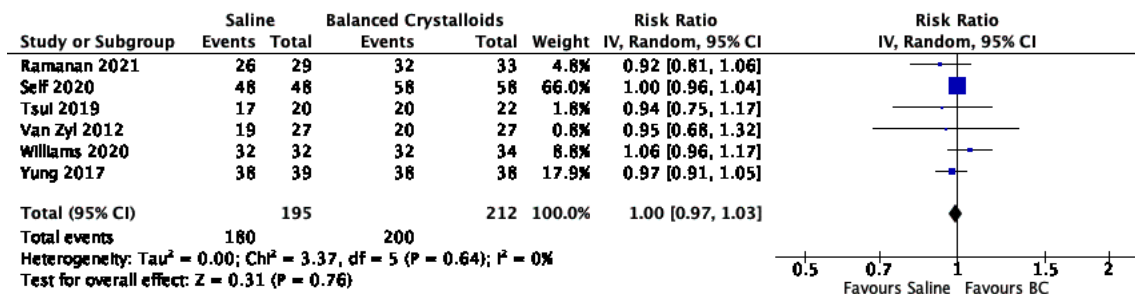 Saline Balanced Crystalloids Risk Ratio Risk Ratio
Study or Subgroup Events Total Events Total Weight IV, Random, 95% CI IV, Random, 95% CI
Ramanan 2021 26 29 32 33 4.8% 0.92 [0.81, 1.06]
Self 2020 48 48 58 58 66.0% 1.00 [0.96, 1.04]
Tsui 2019 17 20 20 22 1.8% 0.94 [0.75, 1.17]
Van Zyl 2012 19 27 20 27 0.8% 0.95 [0.68, 1.32]
Williams 2020 32 32 32 34 8.8% 1.06 [0.96, 1.17]
Yung 2017 38 39 38 38 17.9% 0.97 [0.91, 1.05]
Total (95% CI) 195 212 100.0% 1.00 [0.97, 1.03]
Total events 180 200
Heterogeneity: Tau² = 0.00; Chi² = 3.37, df = 5 (P = 0.64); I² = 0%
Test for overall effect: Z = 0.31 (P = 0.76)
0.5 0.7 1 1.5 2
Favours Saline Favours BC